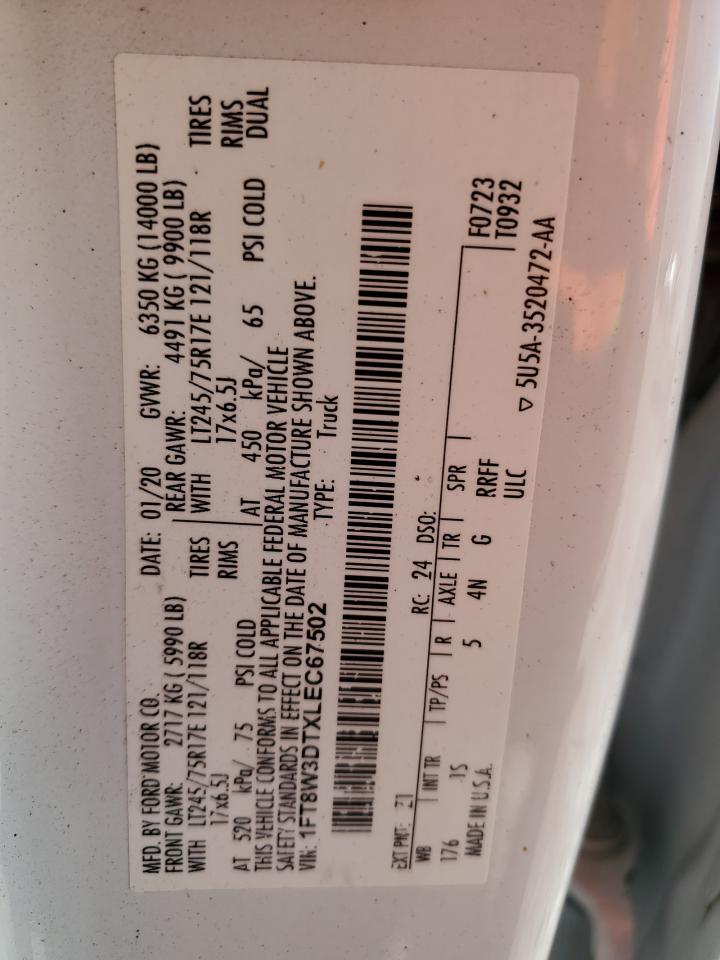 MFD. BY FORD MOTOR CO. DATE: 01/20 GVWR: 6350 KG (14000 LB)
FRONT GAWR: 2717 KG ( 5990 LB) REAR GAWR: 4491 KG ( 9900 LB)
WITH LT245/75R17E 121/118R TIRES WITH LT245/75R17E 121/118R TIRES
17x6.5J RIMS 17x6.5J RIMS
AT 520 kPa/ 75 PSI COLD AT 450 kPa/ 65 PSI COLD DUAL
THIS VEHICLE CONFORMS TO ALL APPLICABLE FEDERAL MOTOR VEHICLE
SAFETY STANDARDS IN EFFECT ON THE DATE OF MANUFACTURE SHOWN ABOVE.
VIN: 1FT8W3DTXLEC67502 TYPE: Truck
EXT PNT: Z1 RC: 24 DSO: F0723
WB INT TR TP/PS R AXLE TR SPR T0932
176 1S 5 4N G RRFF
MADE IN U.S.A. ULC
▽ 5U5A-3520472-AA